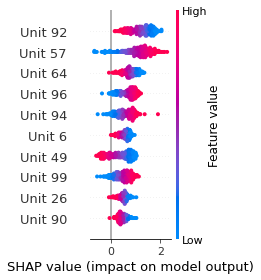 High
Unit 92
Unit 57
Unit 64
Unit 96
Unit 94
Unit 6
Unit 49
Unit 99
Unit 26
Unit 90
Feature value
Low
0 2
SHAP value (impact on model output)